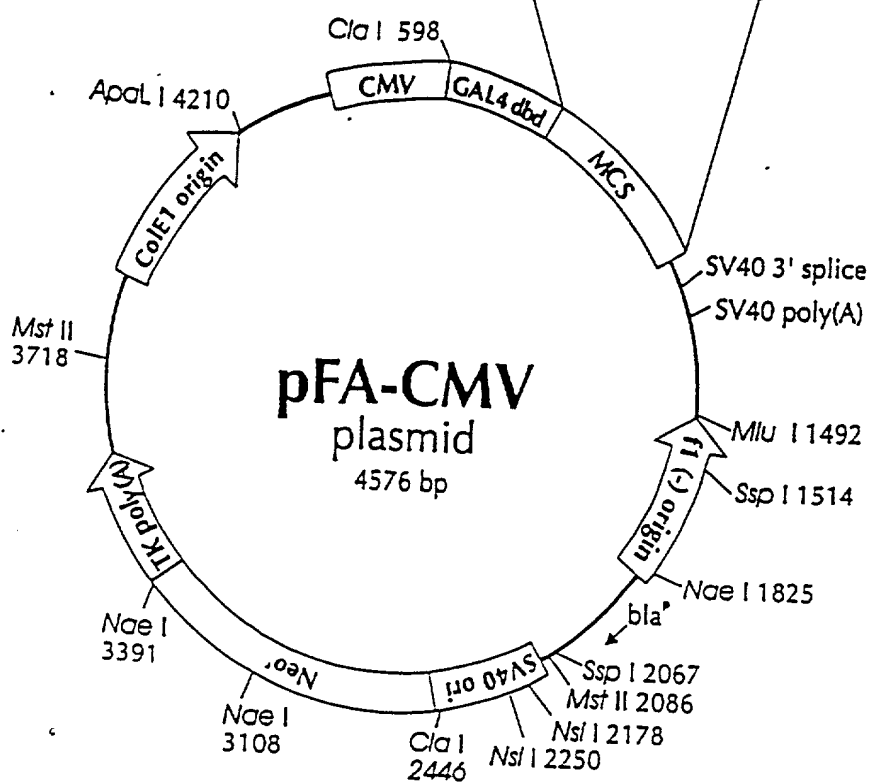 Cla I 598
CMV
GAL4 dbd
MCS
ApaL I 4210
ColE1 origin
SV40 3' splice
SV40 poly(A)
Mst II
3718
pFA-CMV
plasmid
4576 bp
Mlu I 1492
f1 (-) origin
Ssp I 1514
TK poly(A)
Nae I 1825
blaᴾ
Nae I
3391
Neoʳ
SV40 ori
Ssp I 2067
Mst II 2086
Nsi I 2178
Nsi I 2250
Nae I
3108
Cla I
2446